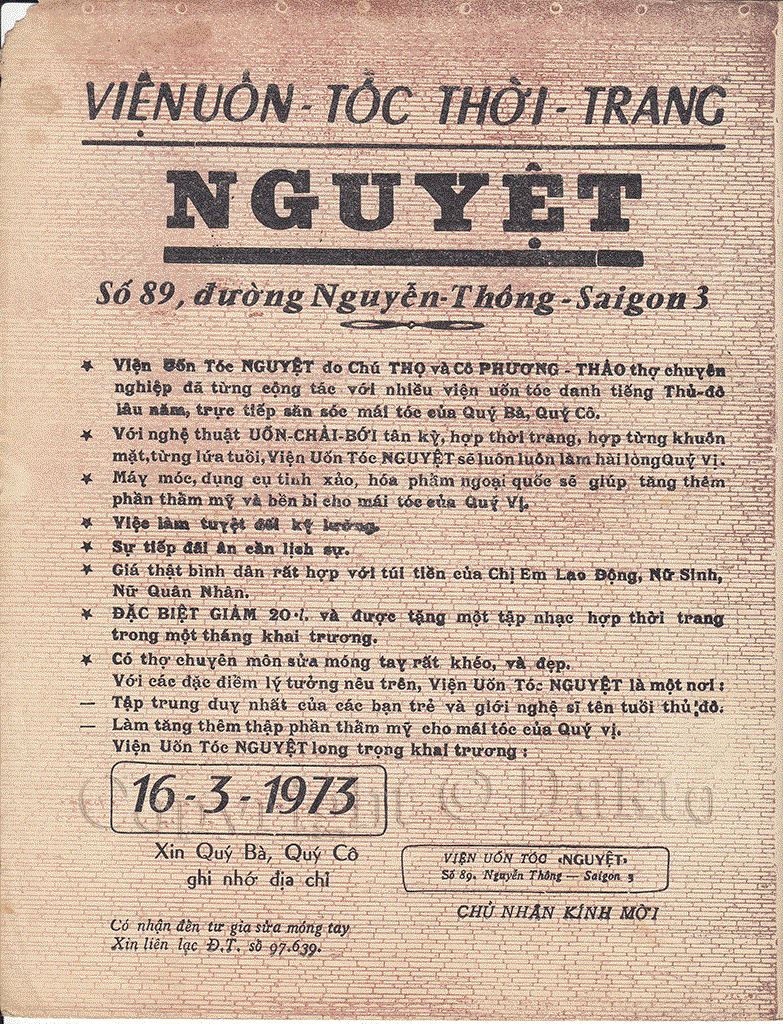 VIỆN UỐN - TÓC THỜI - TRANG
NGUYỆT
Số 89, đường Nguyễn-Thông - Saigon 3
★ Viện Uốn Tóc NGUYỆT do Chú THỌ và Cô PHƯƠNG - THẢO thợ chuyên
nghiệp đã từng cộng tác với nhiều viện uốn tóc danh tiếng Thủ-đô
lâu năm, trực tiếp săn sóc mái tóc của Quý Bà, Quý Cô.
★ Với nghệ thuật UỐN-CHẢI-BỚI tân kỳ, hợp thời trang, hợp từng khuôn
mặt, từng lứa tuổi, Viện Uốn Tóc NGUYỆT sẽ luôn luôn làm hài lòng Quý Vị.
★ Máy móc, dụng cụ tinh xảo, hóa phẩm ngoại quốc sẽ giúp tăng thêm
phần thẩm mỹ và bền bỉ cho mái tóc của Quý Vị.
★ Việc làm tuyệt đối kỹ lưỡng.
★ Sự tiếp đãi ân cần lịch sự.
★ Giá thật bình dân rất hợp với túi tiền của Chị Em Lao Động, Nữ Sinh,
Nữ Quân Nhân.
★ ĐẶC BIỆT GIẢM 20·/. và được tặng một tập nhạc hợp thời trang
trong một tháng khai trương.
★ Có thợ chuyên môn sửa móng tay rất khéo, và đẹp.
Với các đặc điểm lý tưởng nêu trên, Viện Uốn Tóc NGUYỆT là một nơi :
— Tập trung duy nhất của các bạn trẻ và giới nghệ sĩ tên tuổi thủ đô.
— Làm tăng thêm thập phần thẩm mỹ cho mái tóc của Quý vị.
Viện Uốn Tóc NGUYỆT long trọng khai trương :
16 - 3 - 1973
Copyright © Dakto
Xin Quý Bà, Quý Cô
ghi nhớ địa chỉ
VIỆN UỐN TÓC «NGUYỆT»
Số 89. Nguyễn Thông — Saigon 3
CHỦ NHÂN KÍNH MỜI
Có nhận đến tư gia sửa móng tay
Xin liên lạc Đ.T. số 97.639.